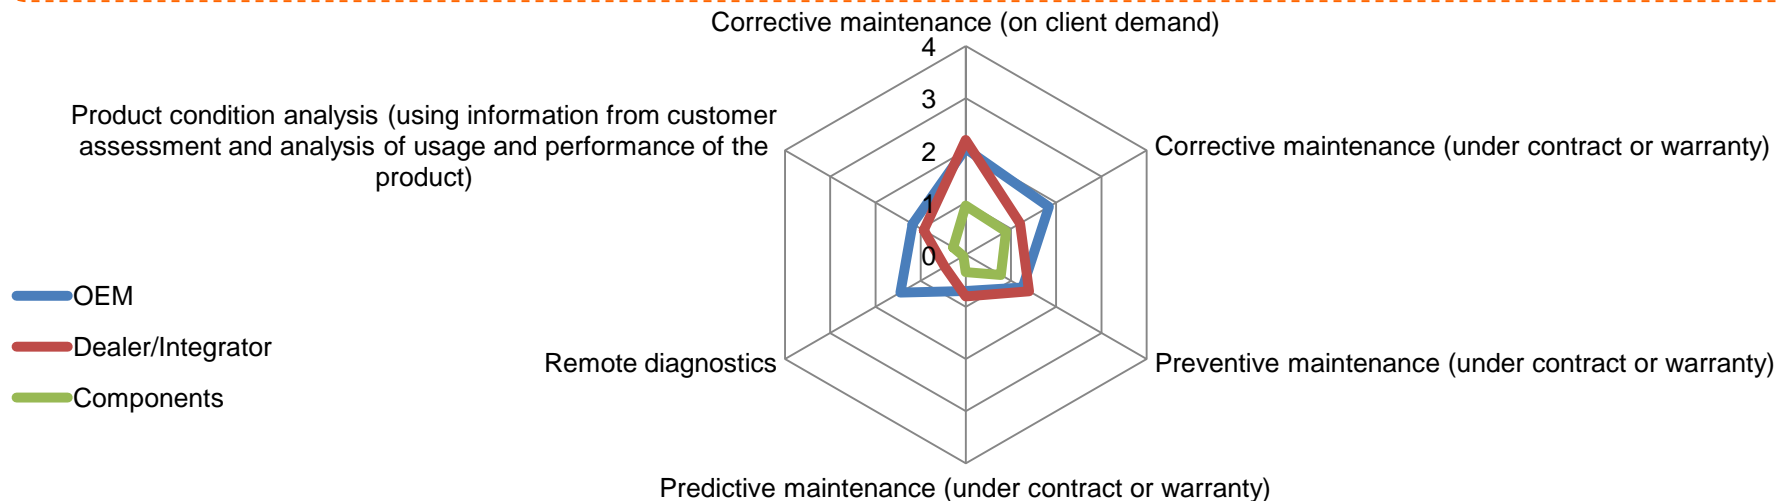 Corrective maintenance (on client demand)
4
3
2
1
0
Product condition analysis (using information from customer
assessment and analysis of usage and performance of the
product)
Corrective maintenance (under contract or warranty)
OEM
Dealer/Integrator
Components
Remote diagnostics
Preventive maintenance (under contract or warranty)
Predictive maintenance (under contract or warranty)